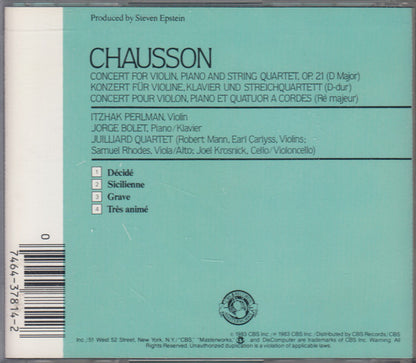 Produced by Steven Epstein
CHAUSSON
CONCERT FOR VIOLIN, PIANO AND STRING QUARTET, OP. 21 (D Major)
KONZERT FÜR VIOLINE, KLAVIER UND STREICHQUARTETT (D-dur)
CONCERT POUR VIOLON, PIANO ET QUATUOR A CORDES (Ré majeur)
ITZHAK PERLMAN, Violin
JORGE BOLET, Piano/Klavier
JUILLIARD QUARTET (Robert Mann, Earl Carlyss, Violins;
Samuel Rhodes, Viola/Alto; Joel Krosnick, Cello/Violoncello)
1 Décidé
2 Sicilienne
3 Grave
4 Très animé
0
7464-37814-2
© 1983 CBS Inc./℗ 1983 CBS Inc./Distributed by CBS Records/CBS
Inc./51 West 52 Street, New York, N.Y./"CBS," "Masterworks," and DisComputer are trademarks of CBS Inc. Warning: All
Rights Reserved. Unauthorized duplication is a violation of applicable laws.